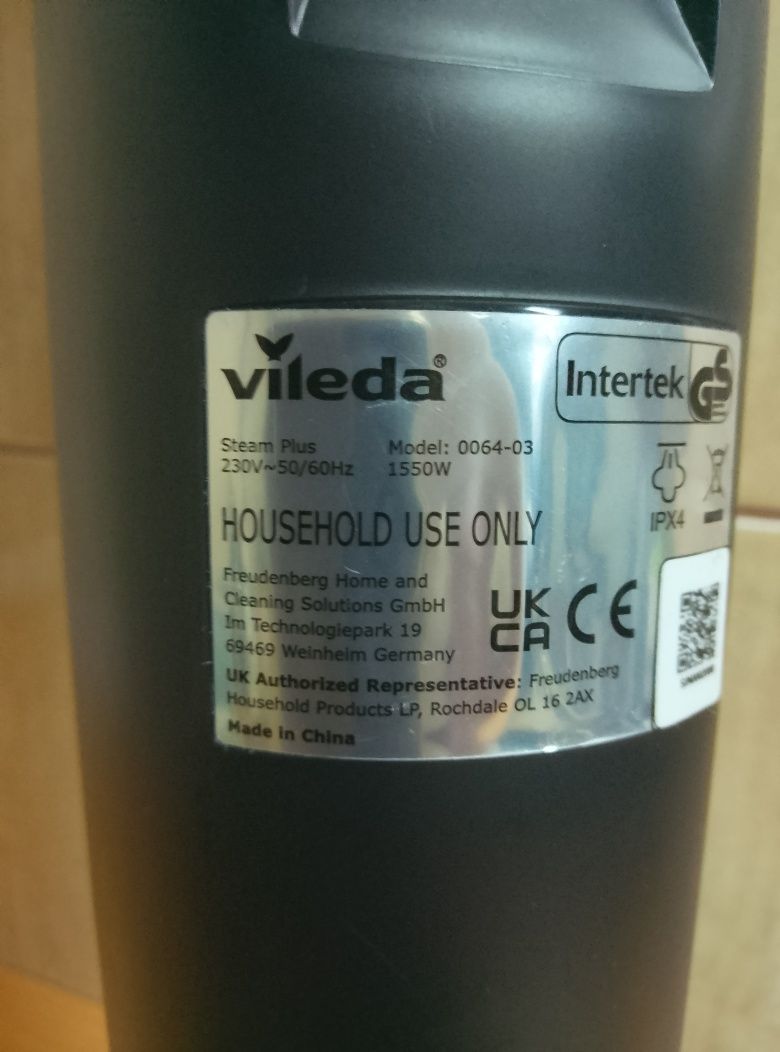 vileda®
Intertek GS
Steam Plus Model: 0064-03
230V~50/60Hz 1550W
IPX4
HOUSEHOLD USE ONLY
Freudenberg Home and
Cleaning Solutions GmbH
Im Technologiepark 19
69469 Weinheim Germany
UK
CA CE
UK Authorized Representative: Freudenberg
Household Products LP, Rochdale OL 16 2AX
Made in China